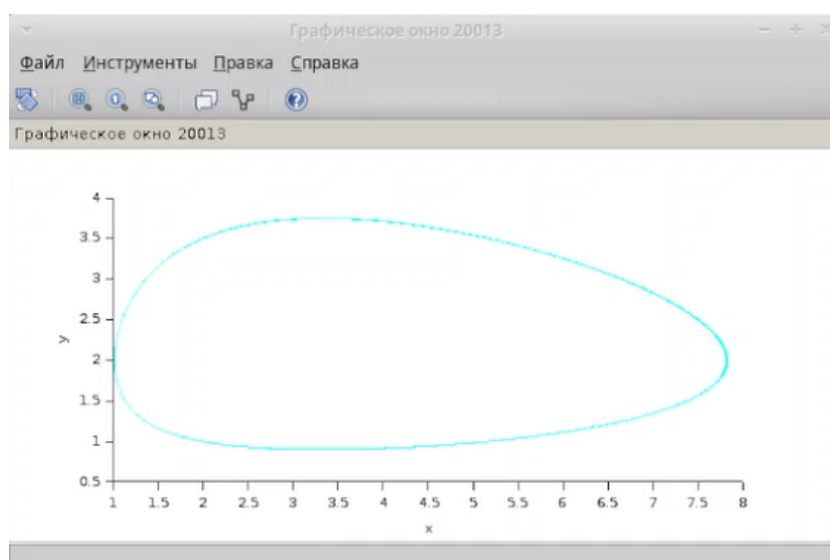 Графическое окно 20013
Файл Инструменты Правка Справка
Графическое окно 20013
4
3.5
3
2.5
2
1.5
1
0.5
y
1 1.5 2 2.5 3 3.5 4 4.5 5 5.5 6 6.5 7 7.5 8
x